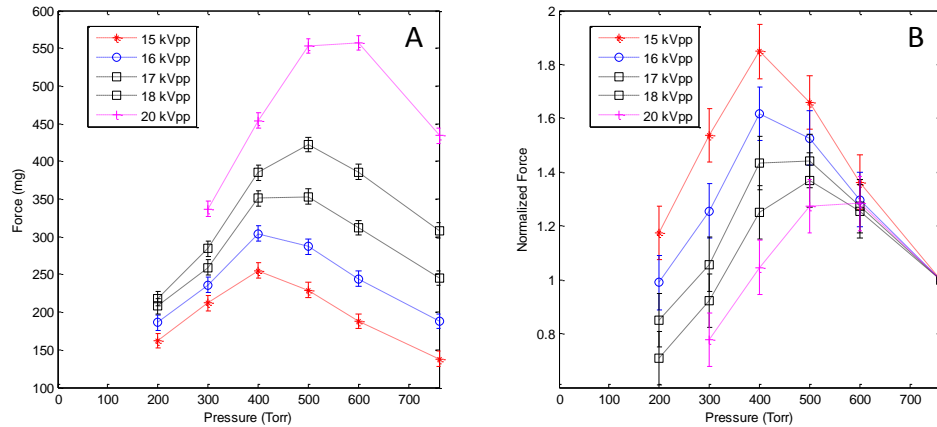 A
15 kVpp
16 kVpp
17 kVpp
18 kVpp
20 kVpp
600
550
500
450
400
350
300
250
200
150
100
Force (mg)
0 100 200 300 400 500 600 700
Pressure (Torr)
B
15 kVpp
16 kVpp
17 kVpp
18 kVpp
20 kVpp
2
1.8
1.6
1.4
1.2
1
0.8
Normalized Force
0 100 200 300 400 500 600 700
Pressure (Torr)